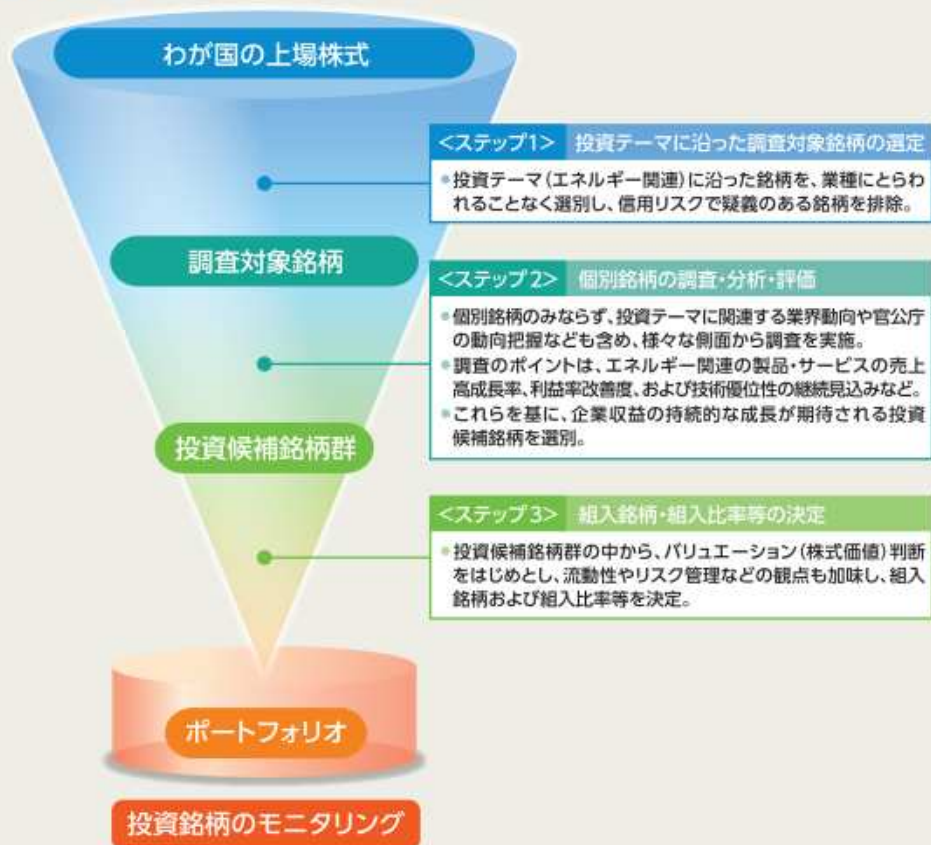 わが国の上場株式
<ステップ1> 投資テーマに沿った調査対象銘柄の選定
•投資テーマ(エネルギー関連)に沿った銘柄を、業種にとらわ
れることなく選別し、信用リスクで疑義のある銘柄を排除。
調査対象銘柄
<ステップ2> 個別銘柄の調査・分析・評価
•個別銘柄のみならず、投資テーマに関連する業界動向や官公庁
の動向把握なども含め、様々な側面から調査を実施。
•調査のポイントは、エネルギー関連の製品・サービスの売上
高成長率、利益率改善度、および技術優位性の継続見込みなど。
•これらを基に、企業収益の持続的な成長が期待される投資
候補銘柄を選別。
投資候補銘柄群
<ステップ3> 組入銘柄・組入比率等の決定
•投資候補銘柄群の中から、バリュエーション(株式価値)判断
をはじめとし、流動性やリスク管理などの観点も加味し、組入
銘柄および組入比率等を決定。
ポートフォリオ
投資銘柄のモニタリング